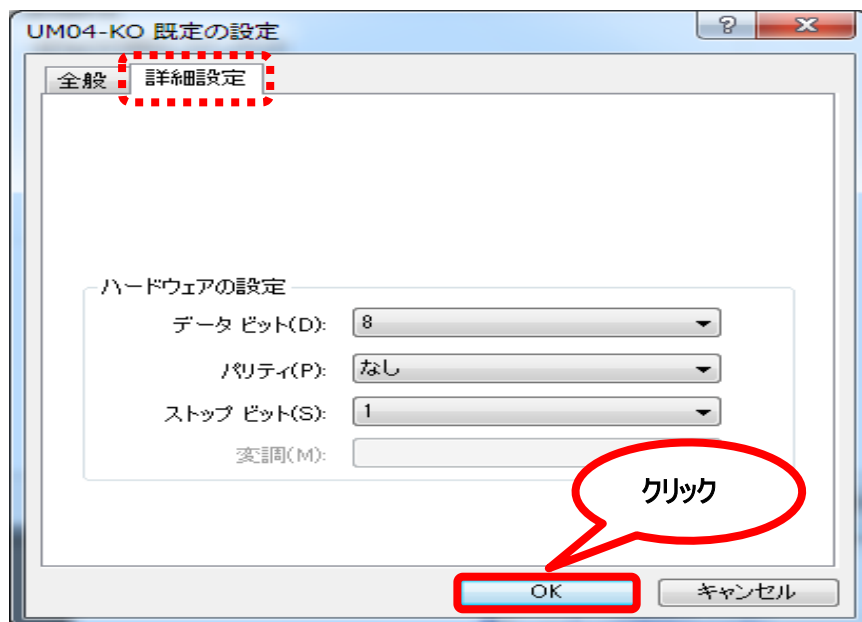 UM04-KO 既定の設定
全般 詳細設定
ハードウェアの設定
データ ビット(D): 8
パリティ(P): なし
ストップ ビット(S): 1
変調(M):
クリック
OK キャンセル